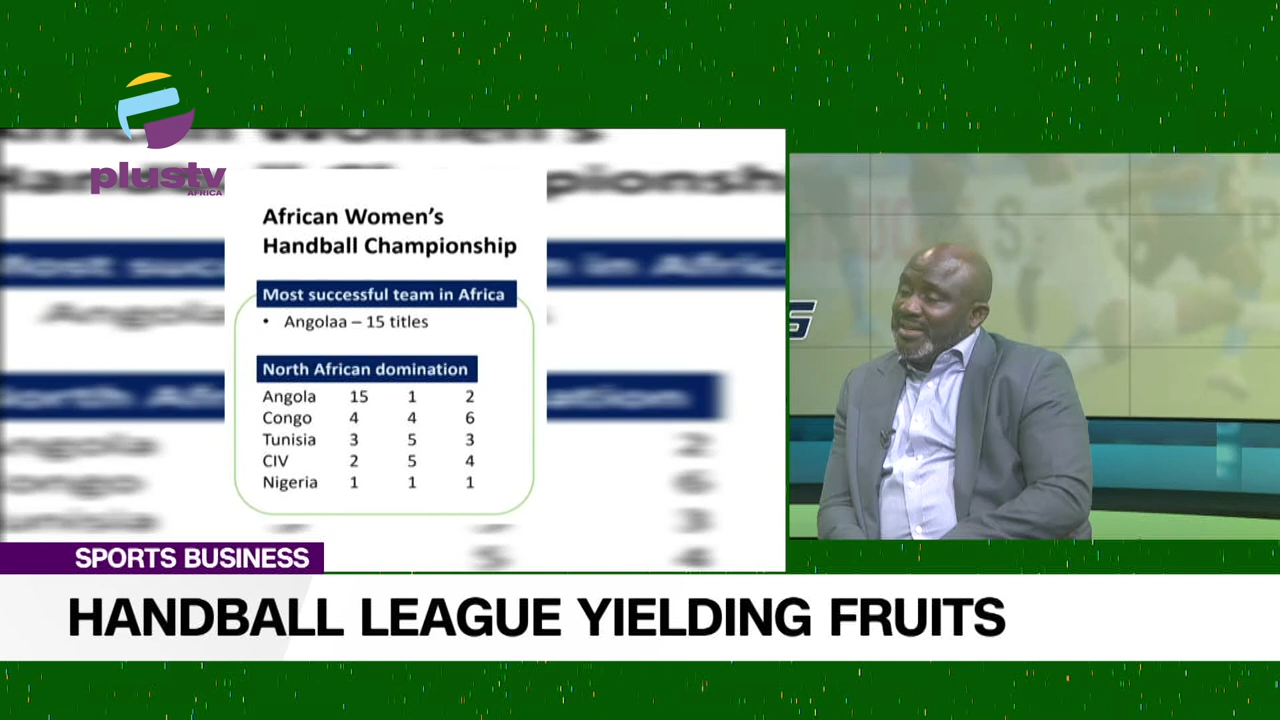 plustv
AFRICA
African Women's
Handball Championship
Most successful team in Africa
• Angolaa – 15 titles
North African domination
Angola 15 1 2
Congo 4 4 6
Tunisia 3 5 3
CIV 2 5 4
Nigeria 1 1 1
SPORTS BUSINESS
HANDBALL LEAGUE YIELDING FRUITS